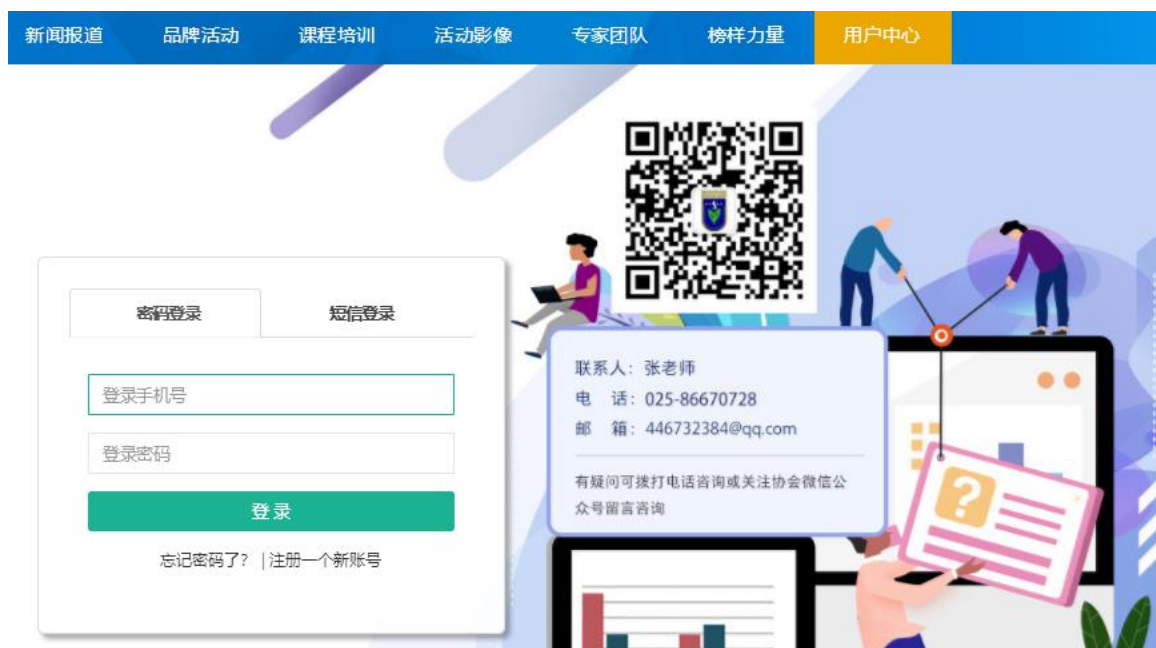 新闻报道 品牌活动 课程培训 活动影像 专家团队 榜样力量 用户中心
密码登录 短信登录
登录手机号
登录密码
登录
忘记密码了? |注册一个新账号
联系人：张老师
电 话：025-86670728
邮 箱：446732384@qq.com
有疑问可拨打电话咨询或关注协会微信公
众号留言咨询